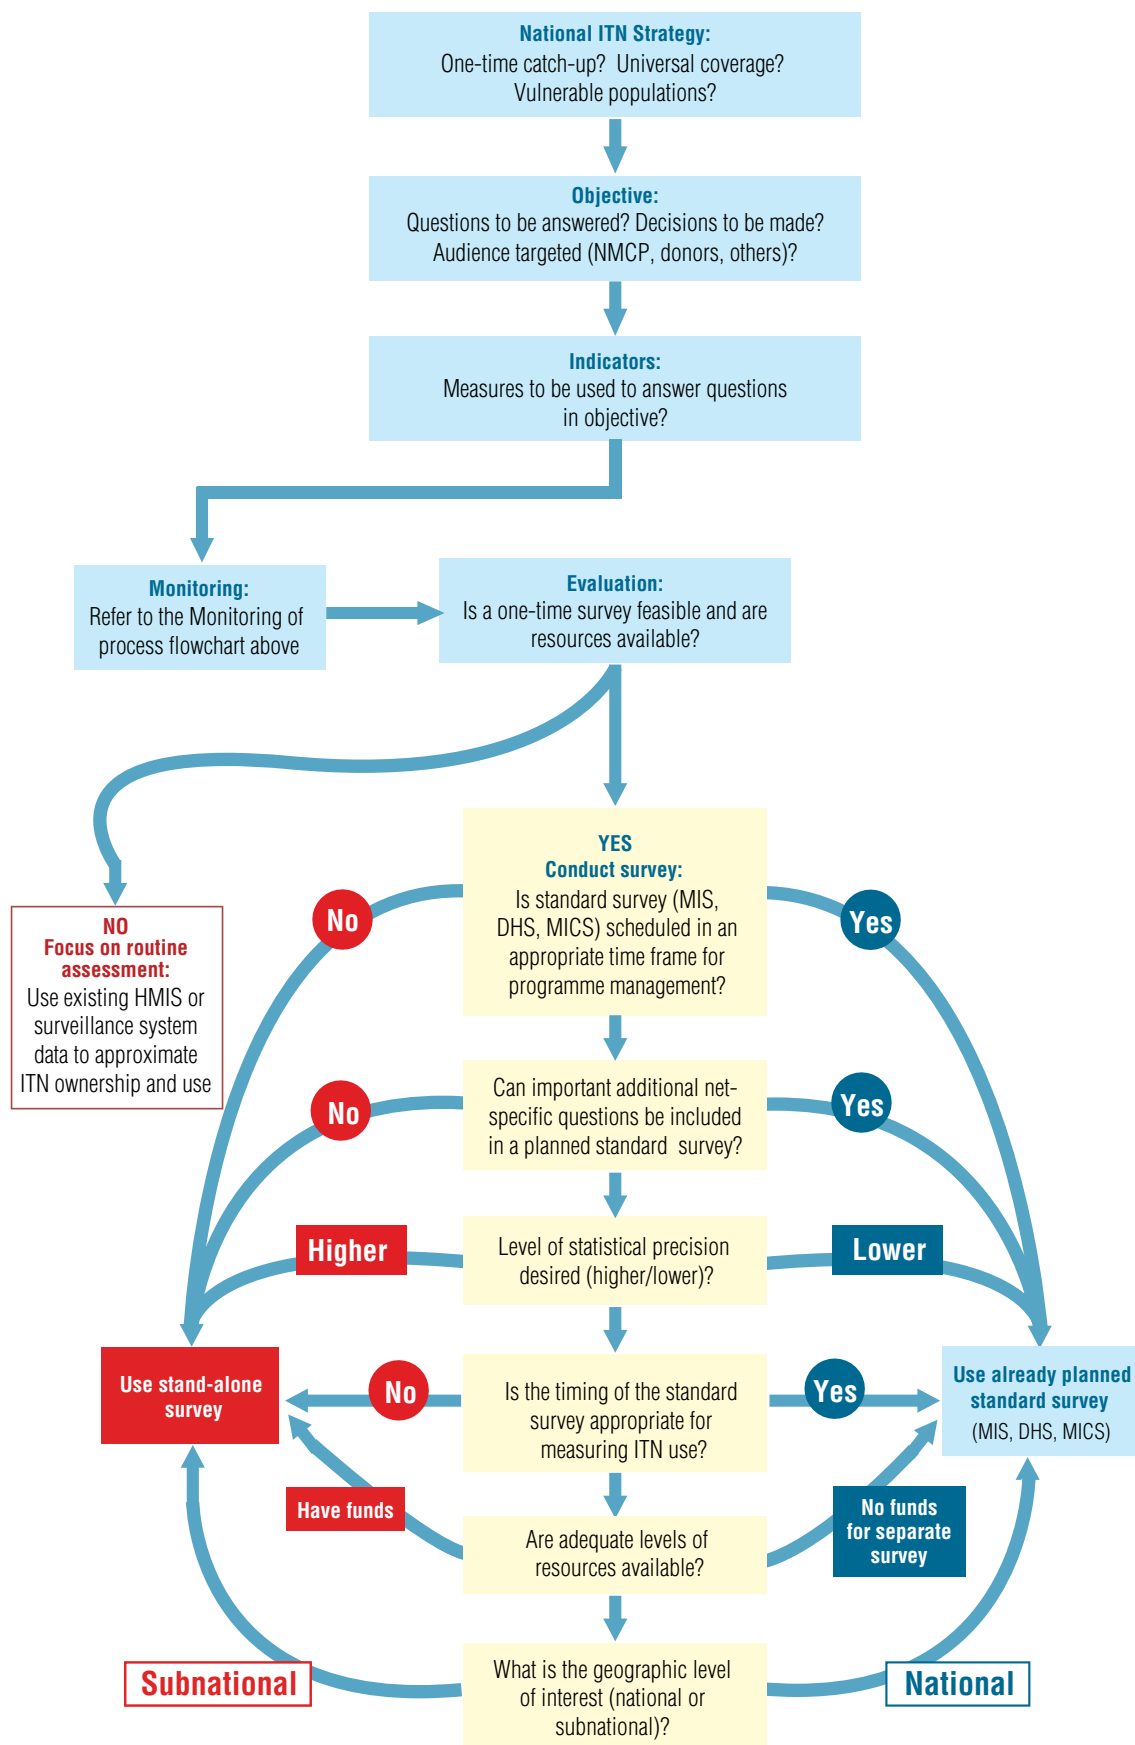 National ITN Strategy:
One-time catch-up? Universal coverage?
Vulnerable populations?
Objective:
Questions to be answered? Decisions to be made?
Audience targeted (NMCP, donors, others)?
Indicators:
Measures to be used to answer questions
in objective?
Monitoring:
Refer to the Monitoring of
process flowchart above
Evaluation:
Is a one-time survey feasible and are
resources available?
NO
Focus on routine
assessment:
Use existing HMIS or
surveillance system
data to approximate
ITN ownership and use
YES
Conduct survey:
Is standard survey (MIS,
DHS, MICS) scheduled in an
appropriate time frame for
programme management?
No
Yes
Can important additional net-
specific questions be included
in a planned standard survey?
No
Yes
Level of statistical precision
desired (higher/lower)?
Higher
Lower
Use stand-alone
survey
No
Is the timing of the standard
survey appropriate for
measuring ITN use?
Yes
Use already planned
standard survey
(MIS, DHS, MICS)
Have funds
Are adequate levels of
resources available?
No funds
for separate
survey
Subnational
What is the geographic level
of interest (national or
subnational)?
National